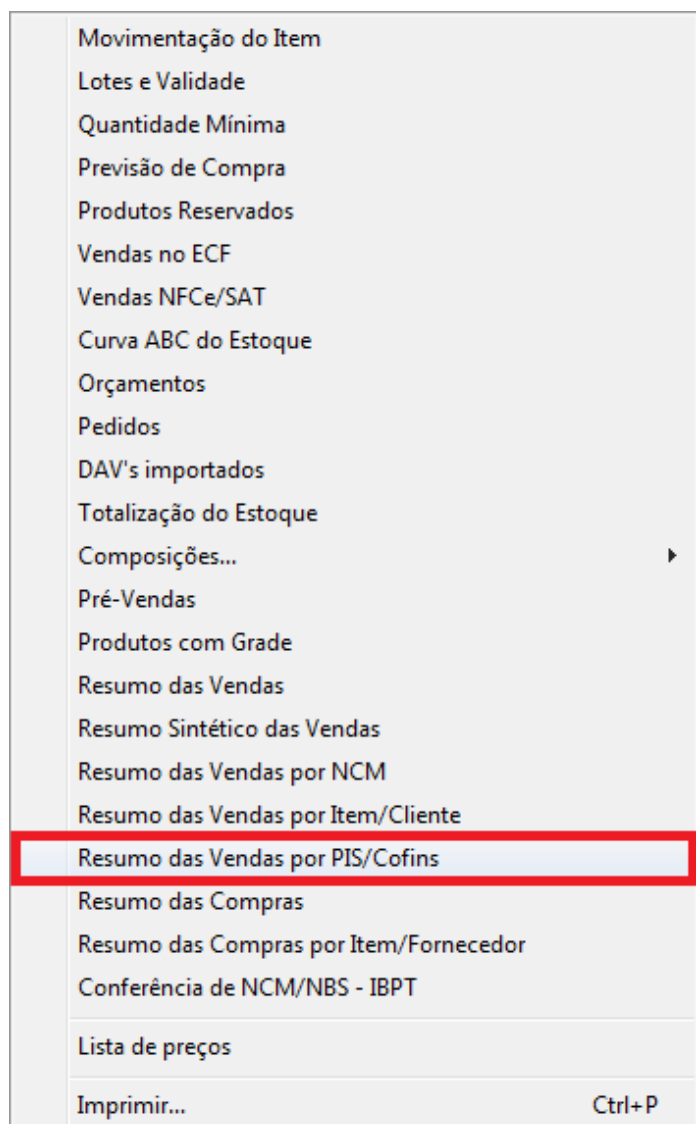 Movimentação do Item
Lotes e Validade
Quantidade Mínima
Previsão de Compra
Produtos Reservados
Vendas no ECF
Vendas NFCe/SAT
Curva ABC do Estoque
Orçamentos
Pedidos
DAV's importados
Totalização do Estoque
Composições...
Pré-Vendas
Produtos com Grade
Resumo das Vendas
Resumo Sintético das Vendas
Resumo das Vendas por NCM
Resumo das Vendas por Item/Cliente
Resumo das Vendas por PIS/Cofins
Resumo das Compras
Resumo das Compras por Item/Fornecedor
Conferência de NCM/NBS - IBPT
Lista de preços
Imprimir... Ctrl+P